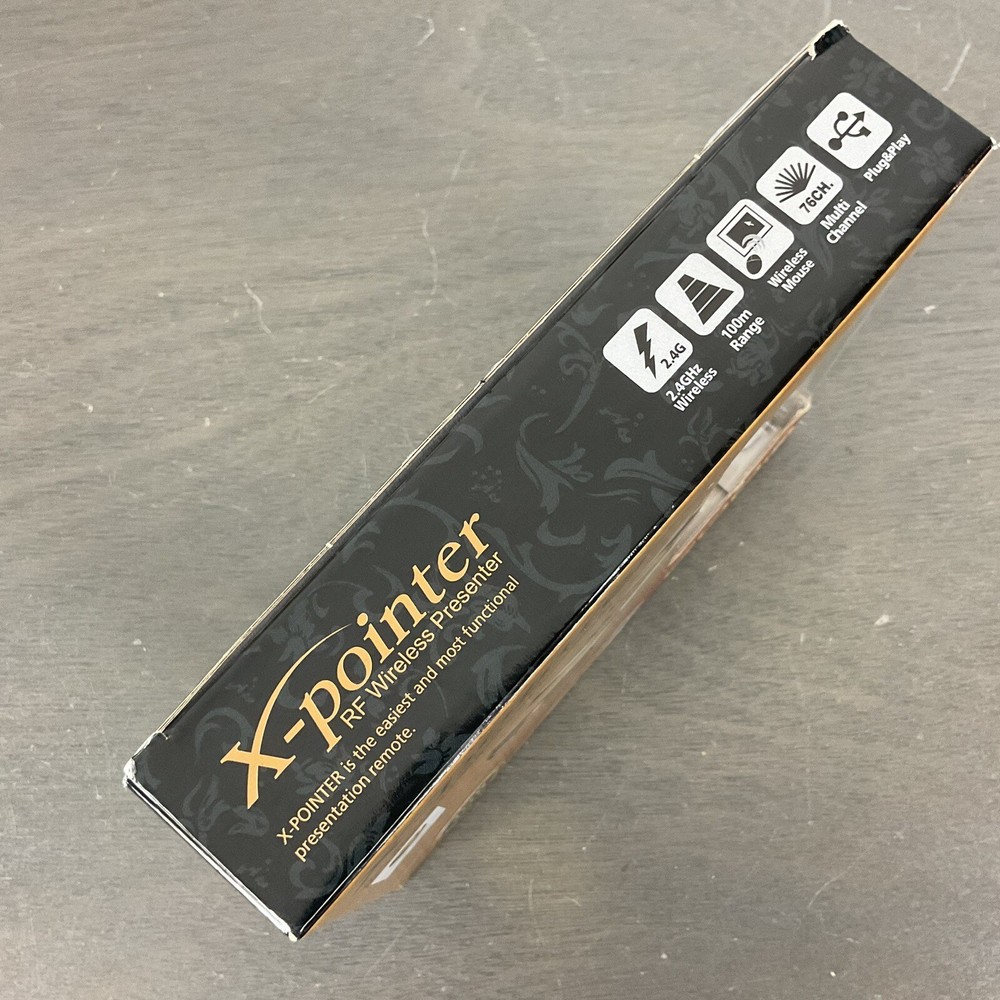 X-pointer
RF Wireless Presenter
X-POINTER is the easiest and most functional
presentation remote.
2.4G
2.4GHz
Wireless
100m
Range
Wireless
Mouse
76CH.
Multi
Channel
Plug&Play